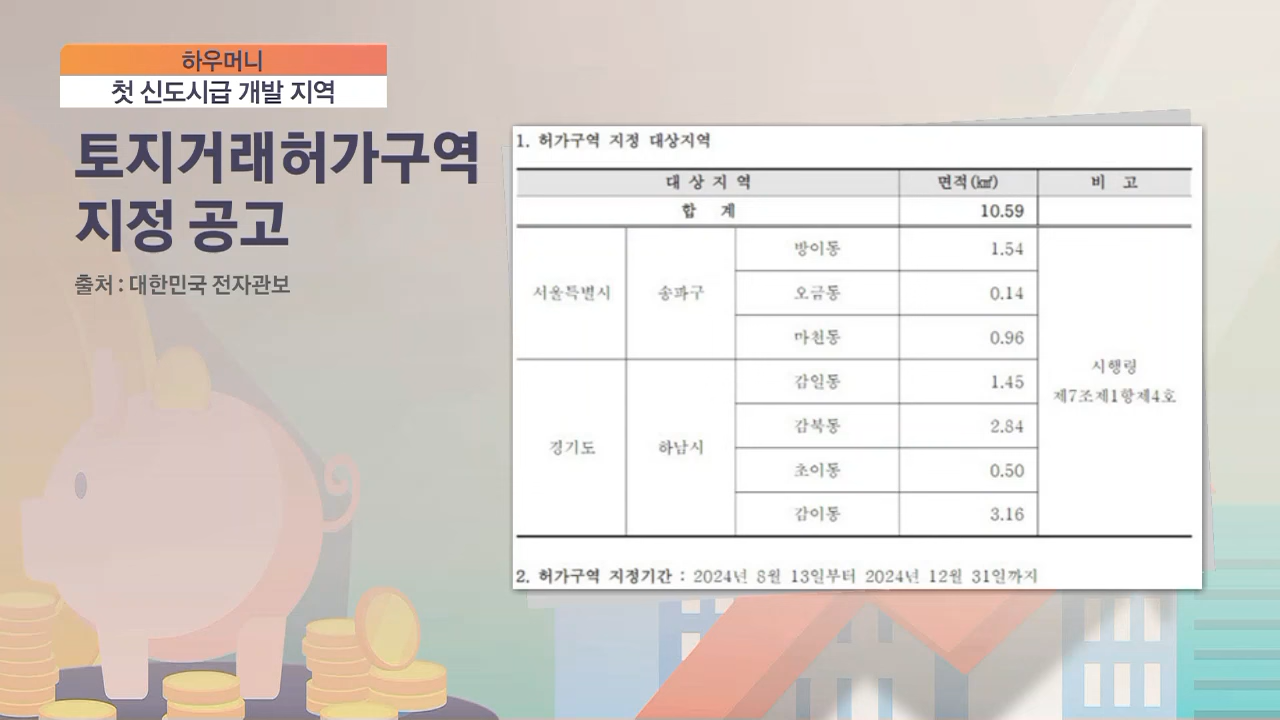 하우머니
첫 신도시급 개발 지역
토지거래허가구역
지정 공고
출처 : 대한민국 전자관보
1. 허가구역 지정 대상지역
대 상 지 역 면적(㎢) 비 고
합 계 10.59
서울특별시 송파구 방이동 1.54
오금동 0.14
마천동 0.96
경기도 하남시 감일동 1.45
감북동 2.84
초이동 0.50
감이동 3.16
시행령
제7조제1항제4호
2. 허가구역 지정기간 : 2024년 8월 13일부터 2024년 12월 31일까지